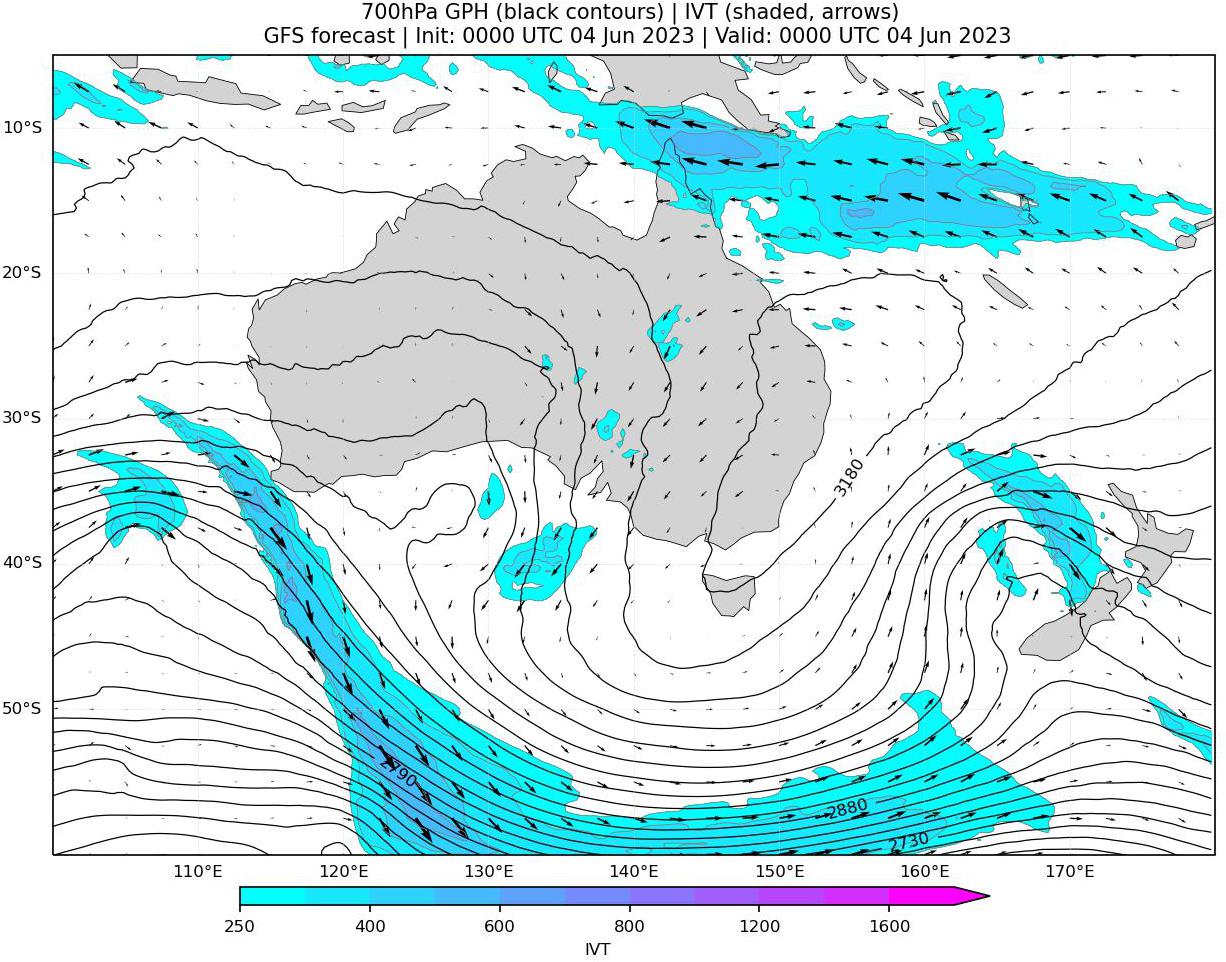 700hPa GPH (black contours) | IVT (shaded, arrows)
GFS forecast | Init: 0000 UTC 04 Jun 2023 | Valid: 0000 UTC 04 Jun 2023
10°S
20°S
30°S
3180
40°S
50°S
2790
2880
2730
110°E 120°E 130°E 140°E 150°E 160°E 170°E
250 400 600 800 1200 1600
IVT